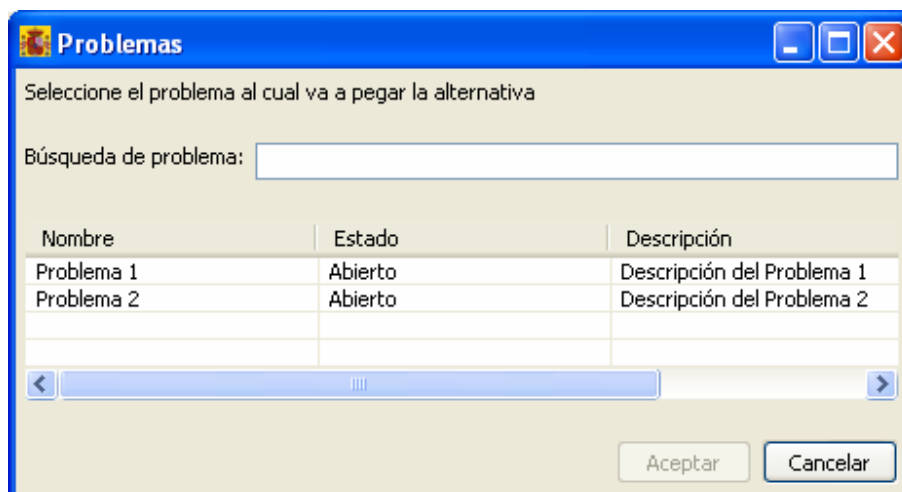 Problemas
Seleccione el problema al cual va a pegar la alternativa
Búsqueda de problema:
Nombre Estado Descripción
Problema 1 Abierto Descripción del Problema 1
Problema 2 Abierto Descripción del Problema 2
Aceptar Cancelar